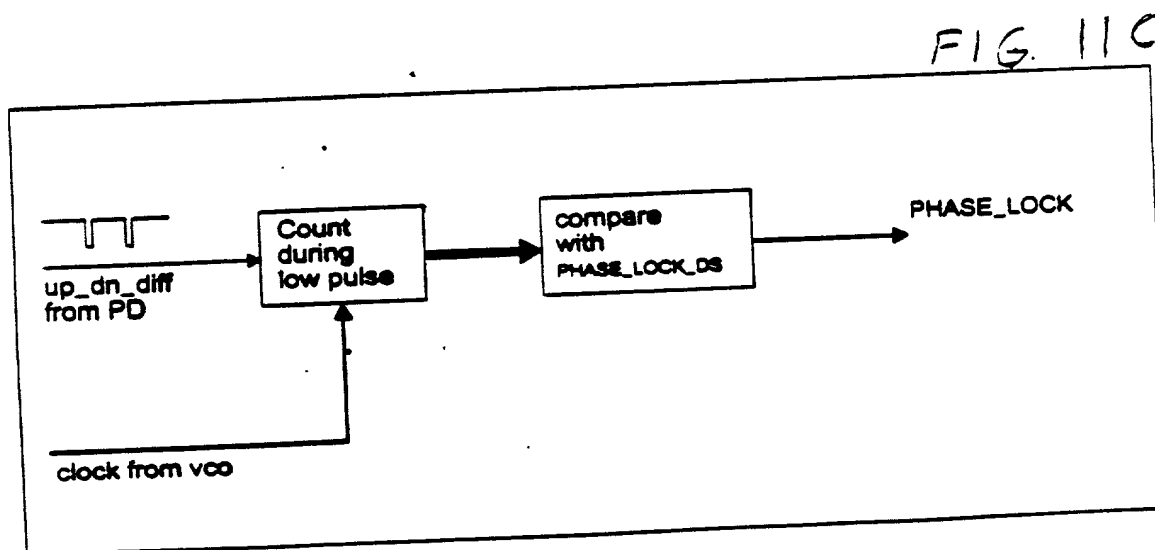 FIG. 11C
Count
during
low pulse
compare
with
PHASE_LOCK_DS
PHASE_LOCK
up_dn_diff
from PD
clock from vco